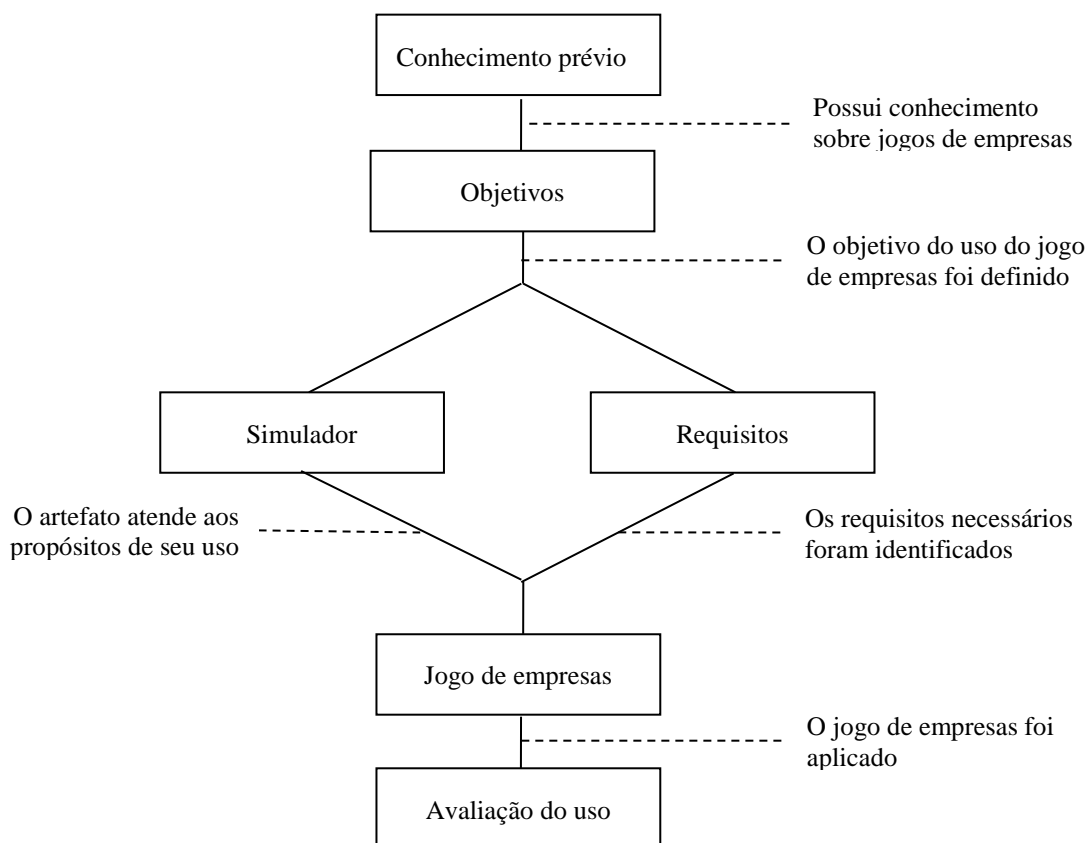 Conhecimento prévio
Possui conhecimento
sobre jogos de empresas
Objetivos
O objetivo do uso do jogo
de empresas foi definido
Simulador
Requisitos
O artefato atende aos
propósitos de seu uso
Os requisitos necessários
foram identificados
Jogo de empresas
O jogo de empresas foi
aplicado
Avaliação do uso